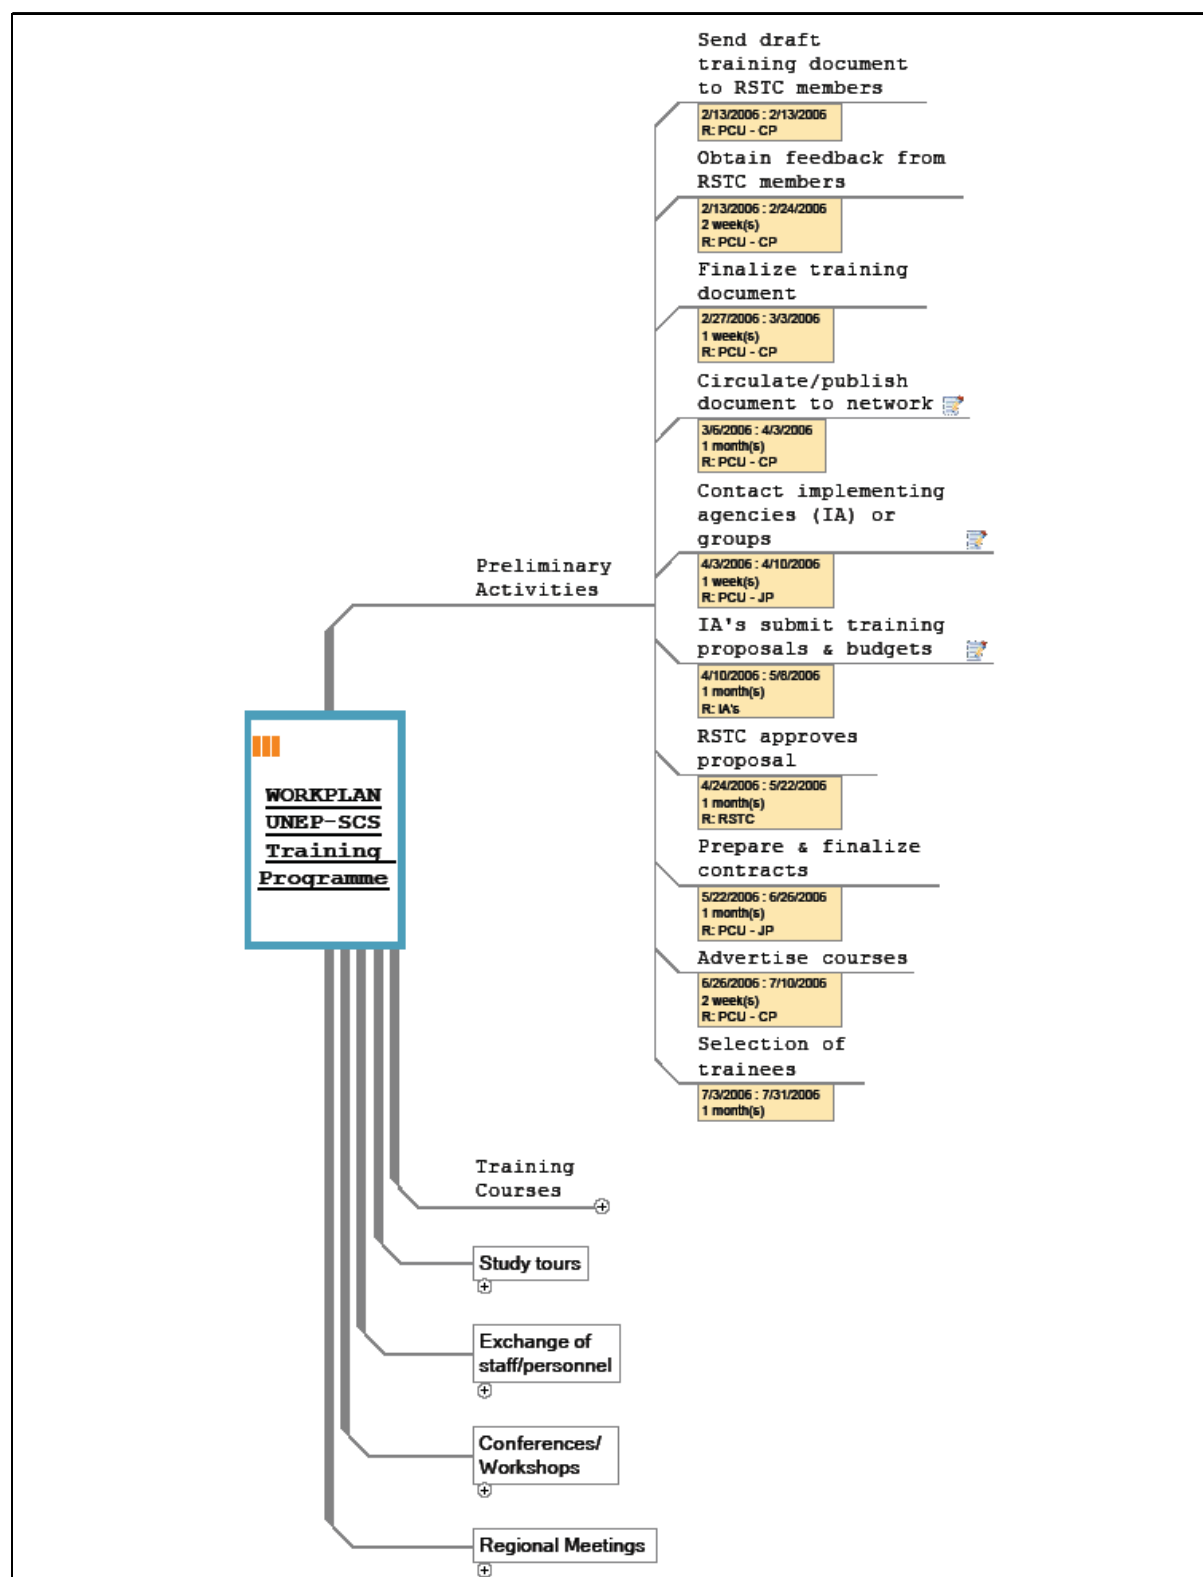 Send draft
training document
to RSTC members
2/13/2006 : 2/13/2006
R: PCU - CP
Obtain feedback from
RSTC members
2/13/2006 : 2/24/2006
2 week(s)
R: PCU - CP
Finalize training
document
2/27/2006 : 3/3/2006
1 week(s)
R: PCU - CP
Circulate/publish
document to network
3/6/2006 : 4/3/2006
1 month(s)
R: PCU - CP
Contact implementing
agencies (IA) or
groups
4/3/2006 : 4/10/2006
1 week(s)
R: PCU - JP
Preliminary
Activities
IA's submit training
proposals & budgets
4/10/2006 : 5/8/2006
1 month(s)
R: IA's
RSTC approves
proposal
4/24/2006 : 5/22/2006
1 month(s)
R: RSTC
WORKPLAN
UNEP-SCS
Training
Programme
Prepare & finalize
contracts
5/22/2006 : 6/26/2006
1 month(s)
R: PCU - JP
Advertise courses
6/26/2006 : 7/10/2006
2 week(s)
R: PCU - CP
Selection of
trainees
7/3/2006 : 7/31/2006
1 month(s)
Training
Courses
Study tours
Exchange of
staff/personnel
Conferences/
Workshops
Regional Meetings